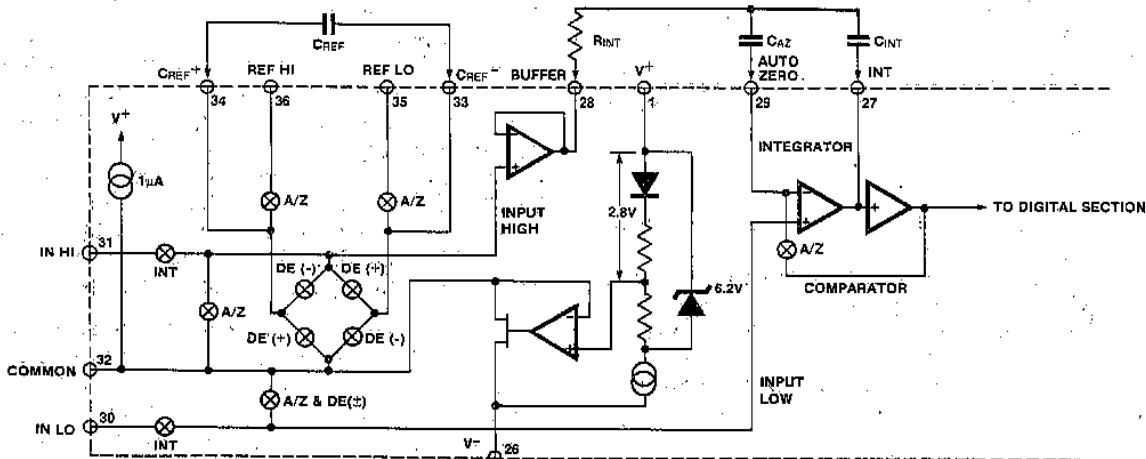 CREF
RINT
CAZ
CINT
CREF+
REF HI
REF LO
CREF-
BUFFER
V+
AUTO
ZERO
INT
34
36
35
33
28
1
29
27
V+
1μA
A/Z
A/Z
INPUT
HIGH
2.8V
6.2V
INTEGRATOR
A/Z
COMPARATOR
TO DIGITAL SECTION
IN HI
31
INT
A/Z
DE (-)
DE (+)
DE (+)
DE (-)
COMMON
32
A/Z & DE(±)
IN LO
30
INT
INPUT
LOW
V-
26